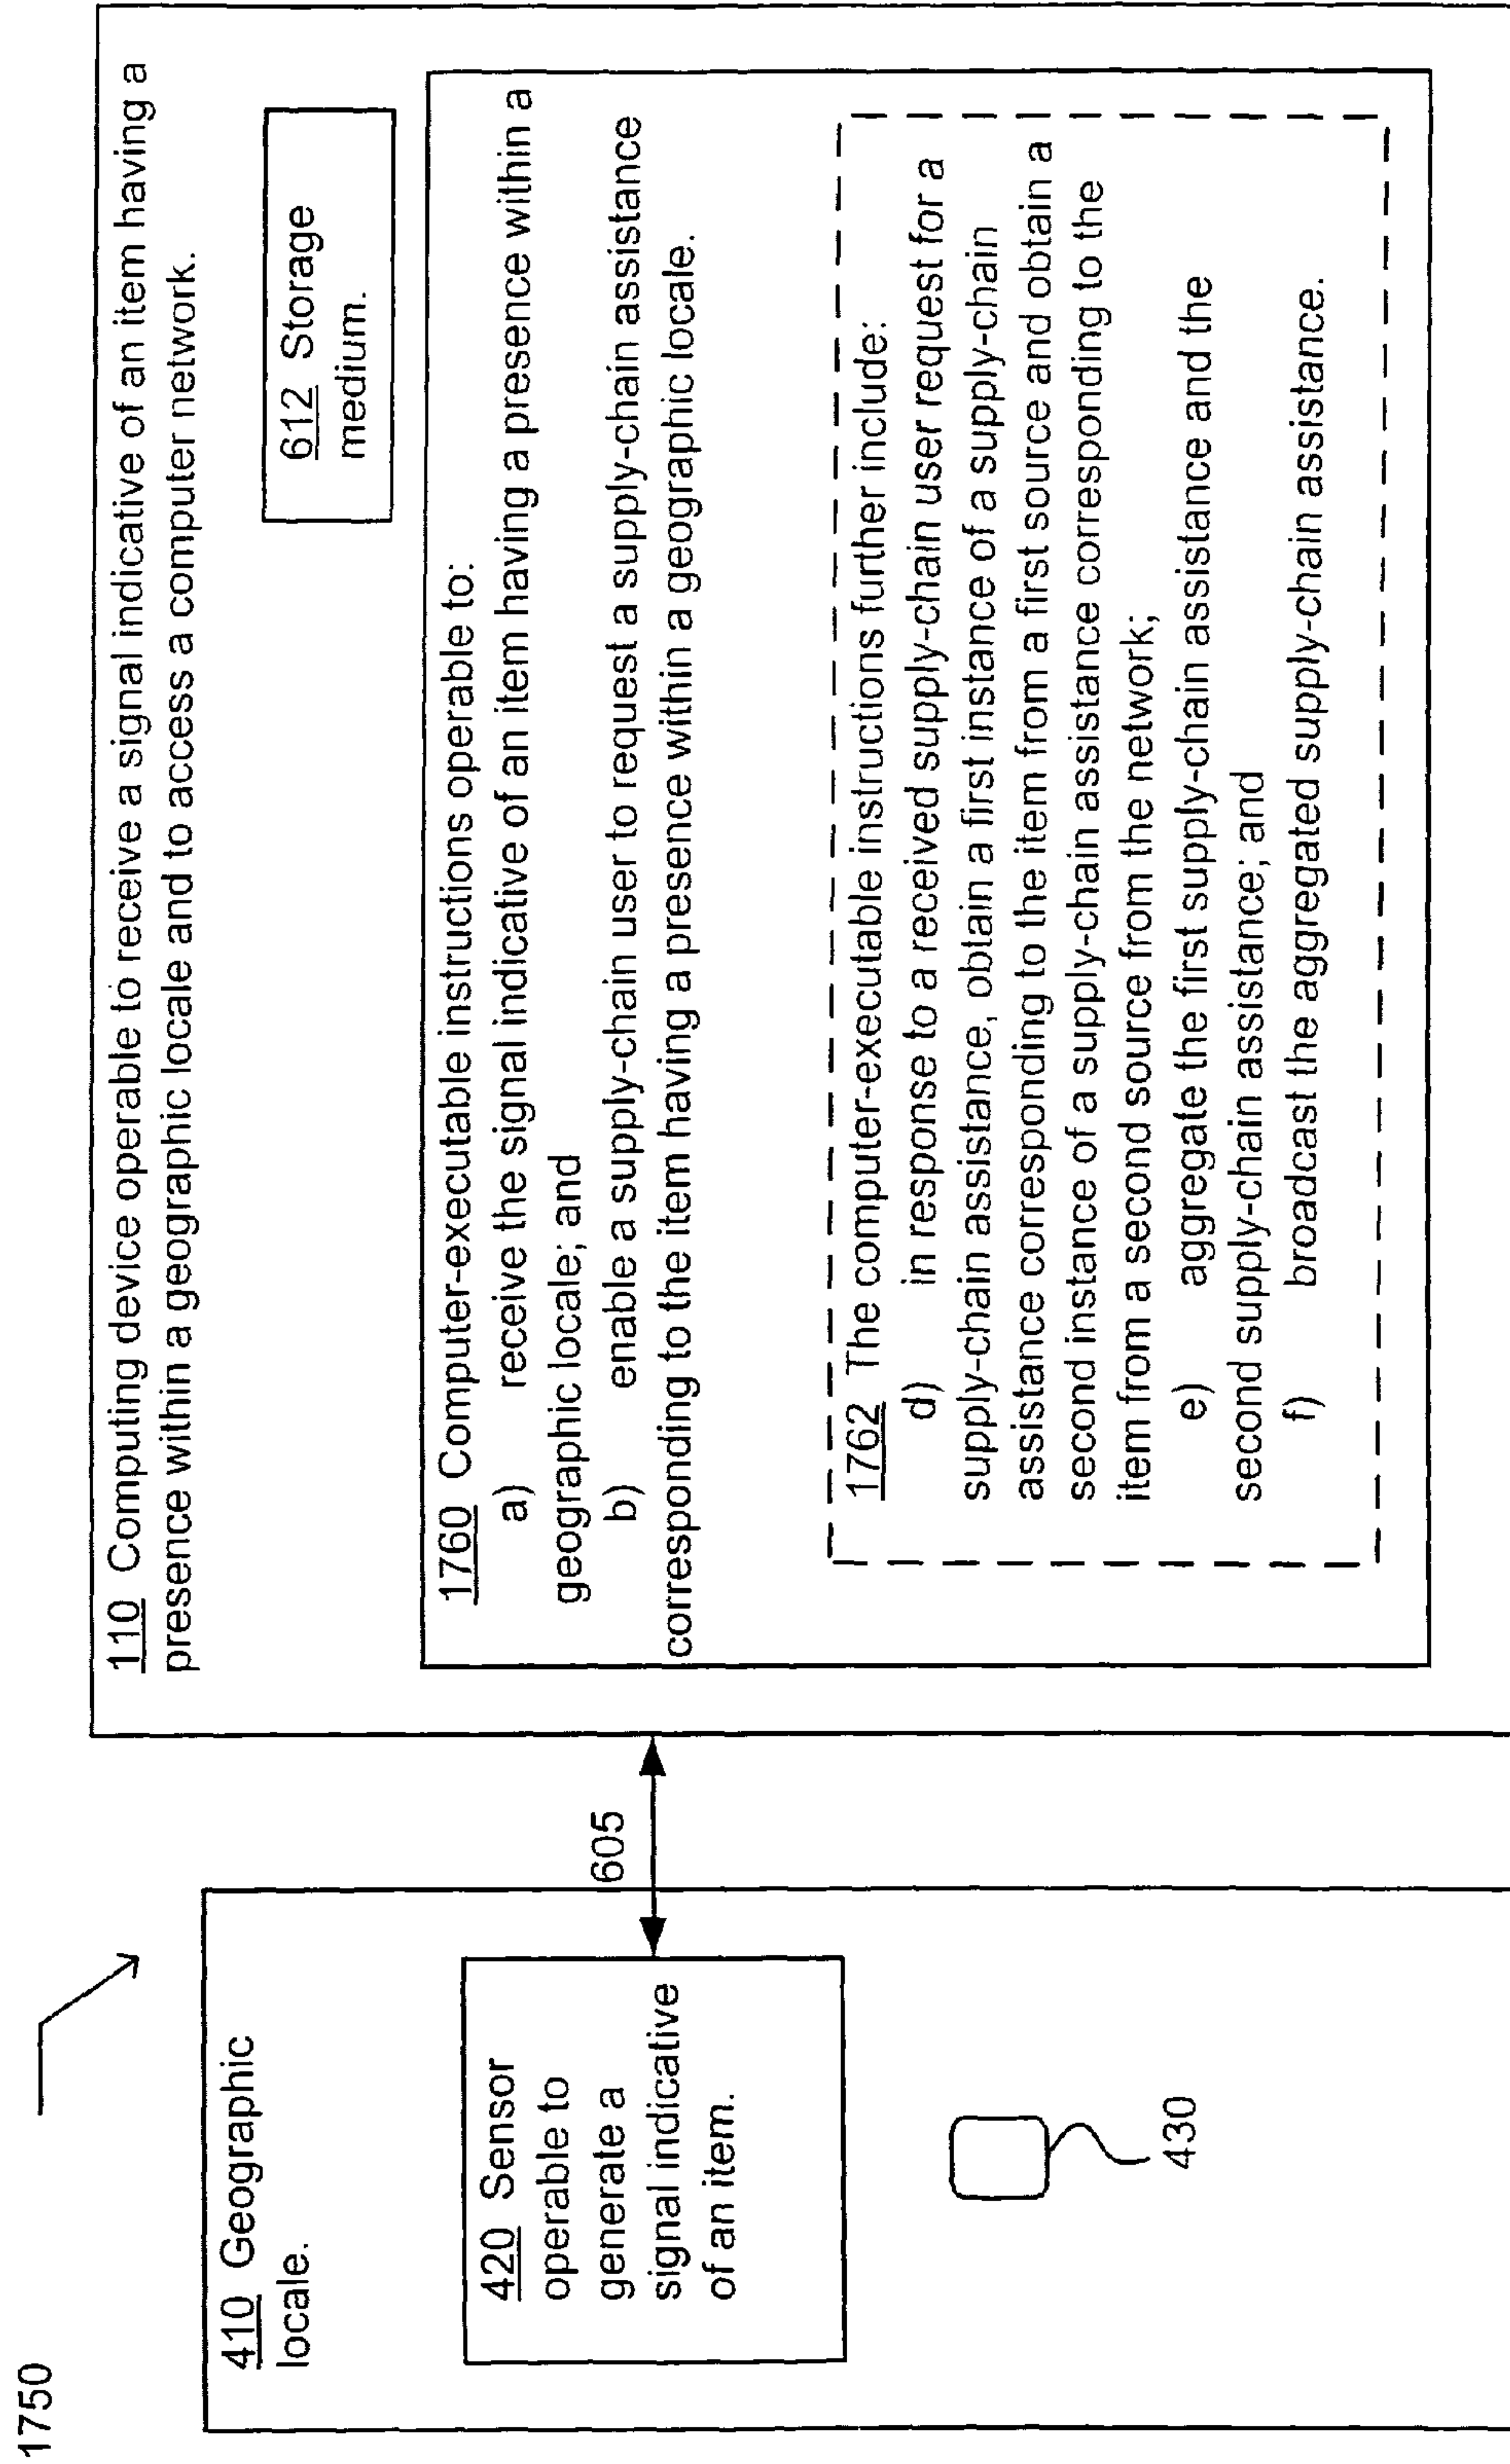 1750
410 Geographic
locale.
420 Sensor
operable to
generate a
signal indicative
of an item.
430
605
110 Computing device operable to receive a signal indicative of an item having a
presence within a geographic locale and to access a computer network.
612 Storage
medium.
1760 Computer-executable instructions operable to:
a) receive the signal indicative of an item having a presence within a
geographic locale; and
b) enable a supply-chain user to request a supply-chain assistance
corresponding to the item having a presence within a geographic locale.
1762 The computer-executable instructions further include:
d) in response to a received supply-chain user request for a
supply-chain assistance, obtain a first instance of a supply-chain
assistance corresponding to the item from a first source and obtain a
second instance of a supply-chain assistance corresponding to the
item from a second source from the network;
e) aggregate the first supply-chain assistance and the
second supply-chain assistance; and
f) broadcast the aggregated supply-chain assistance.